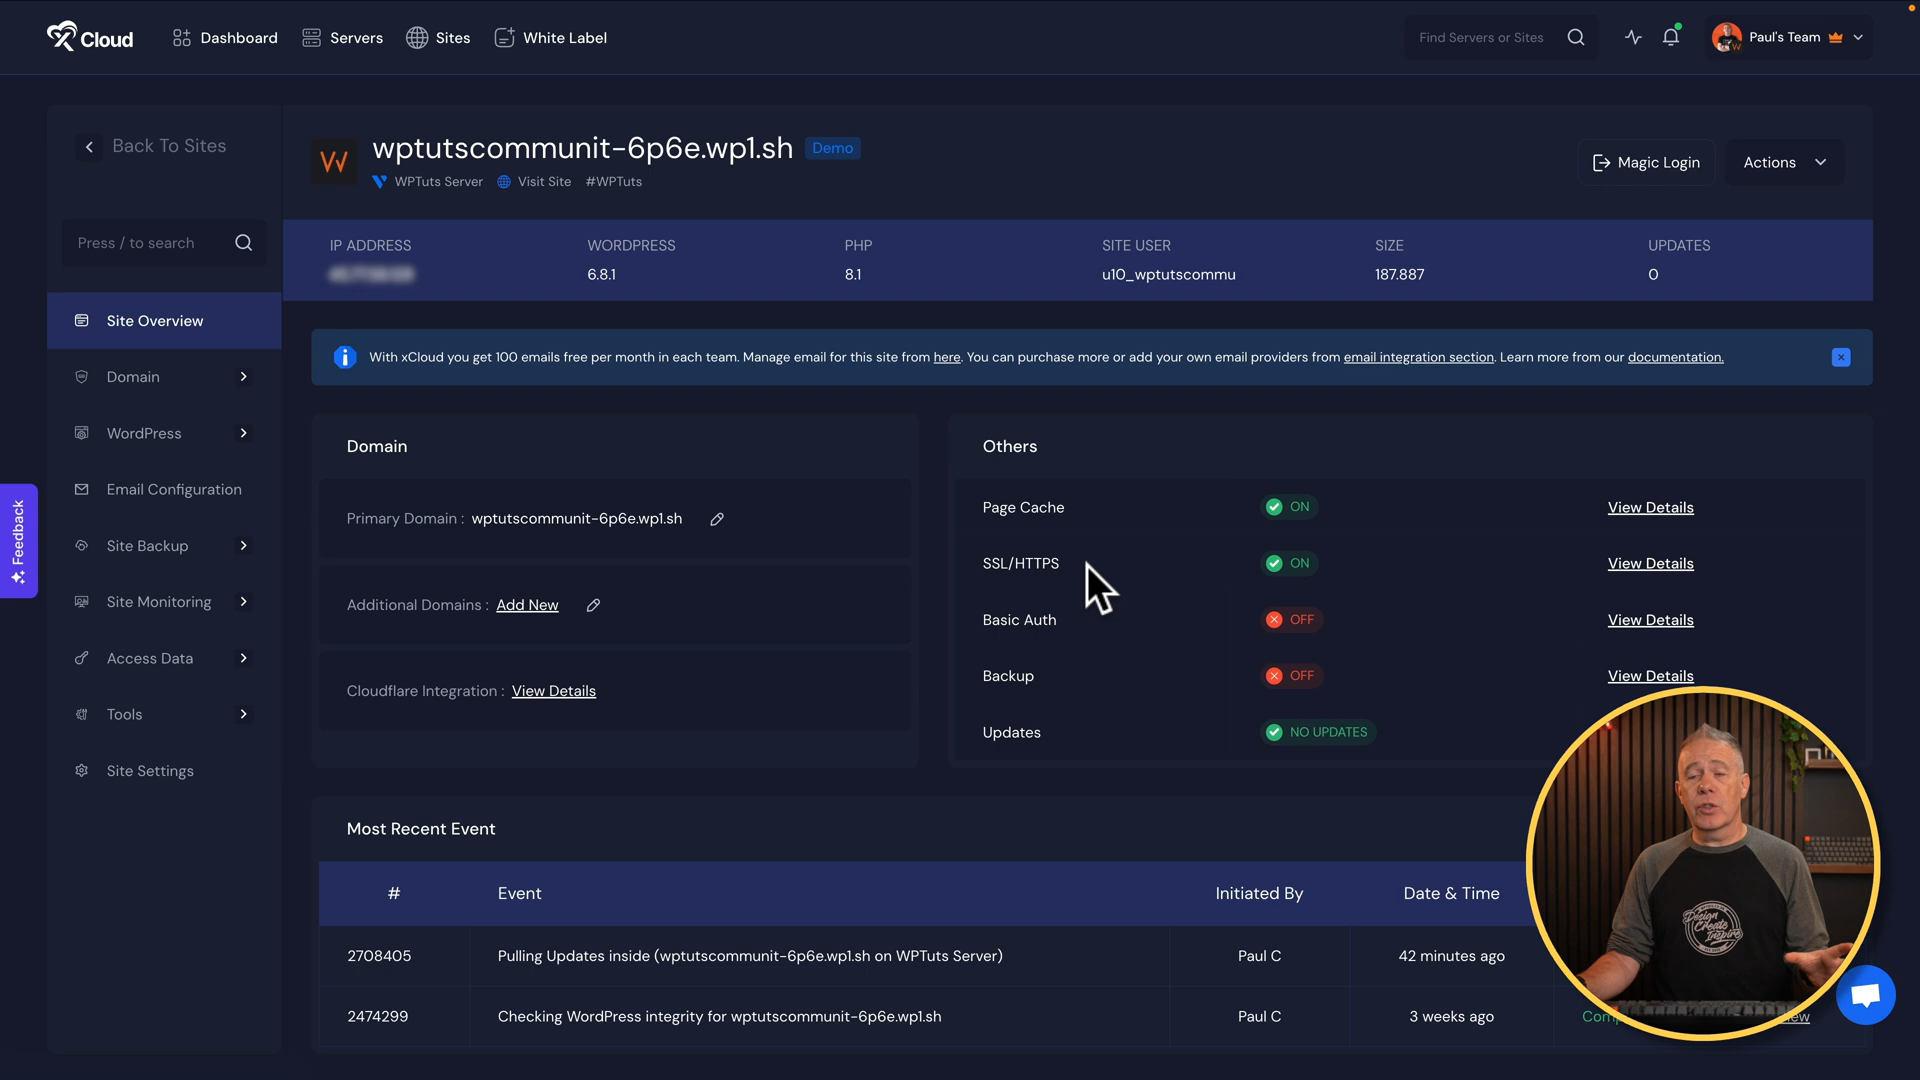 xCloud
Dashboard
Servers
Sites
White Label
Find Servers or Sites
Paul's Team
Back To Sites
wptutscommunit-6p6e.wp1.sh
Demo
WPTuts Server
Visit Site
#WPTuts
Magic Login
Actions
Press / to search
IP ADDRESS
WORDPRESS
6.8.1
PHP
8.1
SITE USER
u10_wptutscommu
SIZE
187.887
UPDATES
0
Site Overview
Domain
WordPress
Email Configuration
Site Backup
Site Monitoring
Access Data
Tools
Site Settings
Feedback
With xCloud you get 100 emails free per month in each team. Manage email for this site from here. You can purchase more or add your own email providers from email integration section. Learn more from our documentation.
Domain
Primary Domain : wptutscommunit-6p6e.wp1.sh
Additional Domains : Add New
Cloudflare Integration : View Details
Others
Page Cache ON View Details
SSL/HTTPS ON View Details
Basic Auth OFF View Details
Backup OFF View Details
Updates NO UPDATES
Most Recent Event
# Event Initiated By Date & Time
2708405 Pulling Updates inside (wptutscommunit-6p6e.wp1.sh on WPTuts Server) Paul C 42 minutes ago
2474299 Checking WordPress integrity for wptutscommunit-6p6e.wp1.sh Paul C 3 weeks ago
Design
Create
Inspire